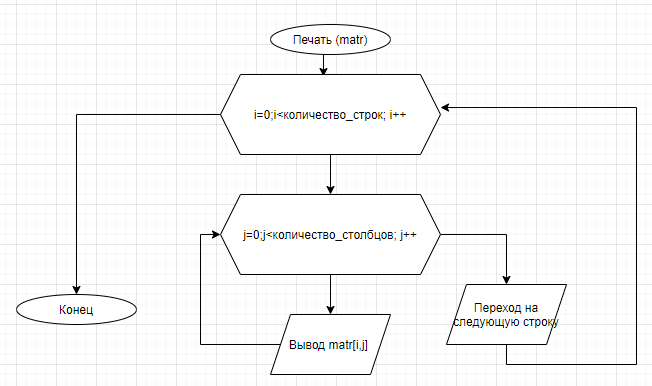 Печать (matr)
i=0;i<количество_строк; i++
j=0;j<количество_столбцов; j++
Конец
Переход на
следующую строку
Вывод matr[i,j]